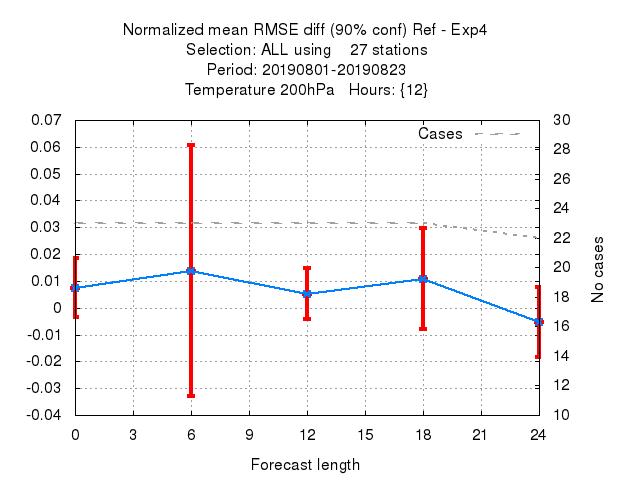 Normalized mean RMSE diff (90% conf) Ref - Exp4
Selection: ALL using    27 stations
Period: 20190801-20190823
Temperature 200hPa   Hours: {12}
Cases
0.07
0.06
0.05
0.04
0.03
0.02
0.01
0
-0.01
-0.02
-0.03
-0.04
30
28
26
24
22
20
18
16
14
12
10
No cases
0 3 6 9 12 15 18 21 24
Forecast length